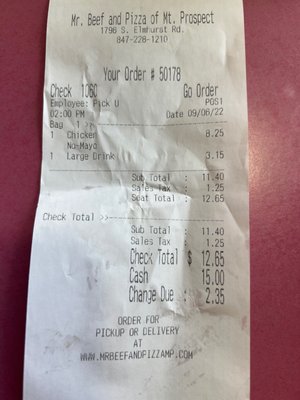 Mr. Beef and Pizza of Mt. Prospect
1796 S. Elmhurst Rd.
847-228-1210
Your Order # 50178
Check 1060 Go Order
Employee: Pick U POS1
02:00 PM Date 09/06/22
Bag 1 >>
1 Chicken 8.25
No-Mayo
1 Large Drink 3.15
Sub Total : 11.40
Sales Tax : 1.25
Seat Total : 12.65
Check Total >>
Sub Total : 11.40
Sales Tax : 1.25
Check Total $ 12.65
Cash 15.00
Change Due : 2.35
ORDER FOR
PICKUP OR DELIVERY
AT
WWW.MRBEEFANDPIZZAMP.COM